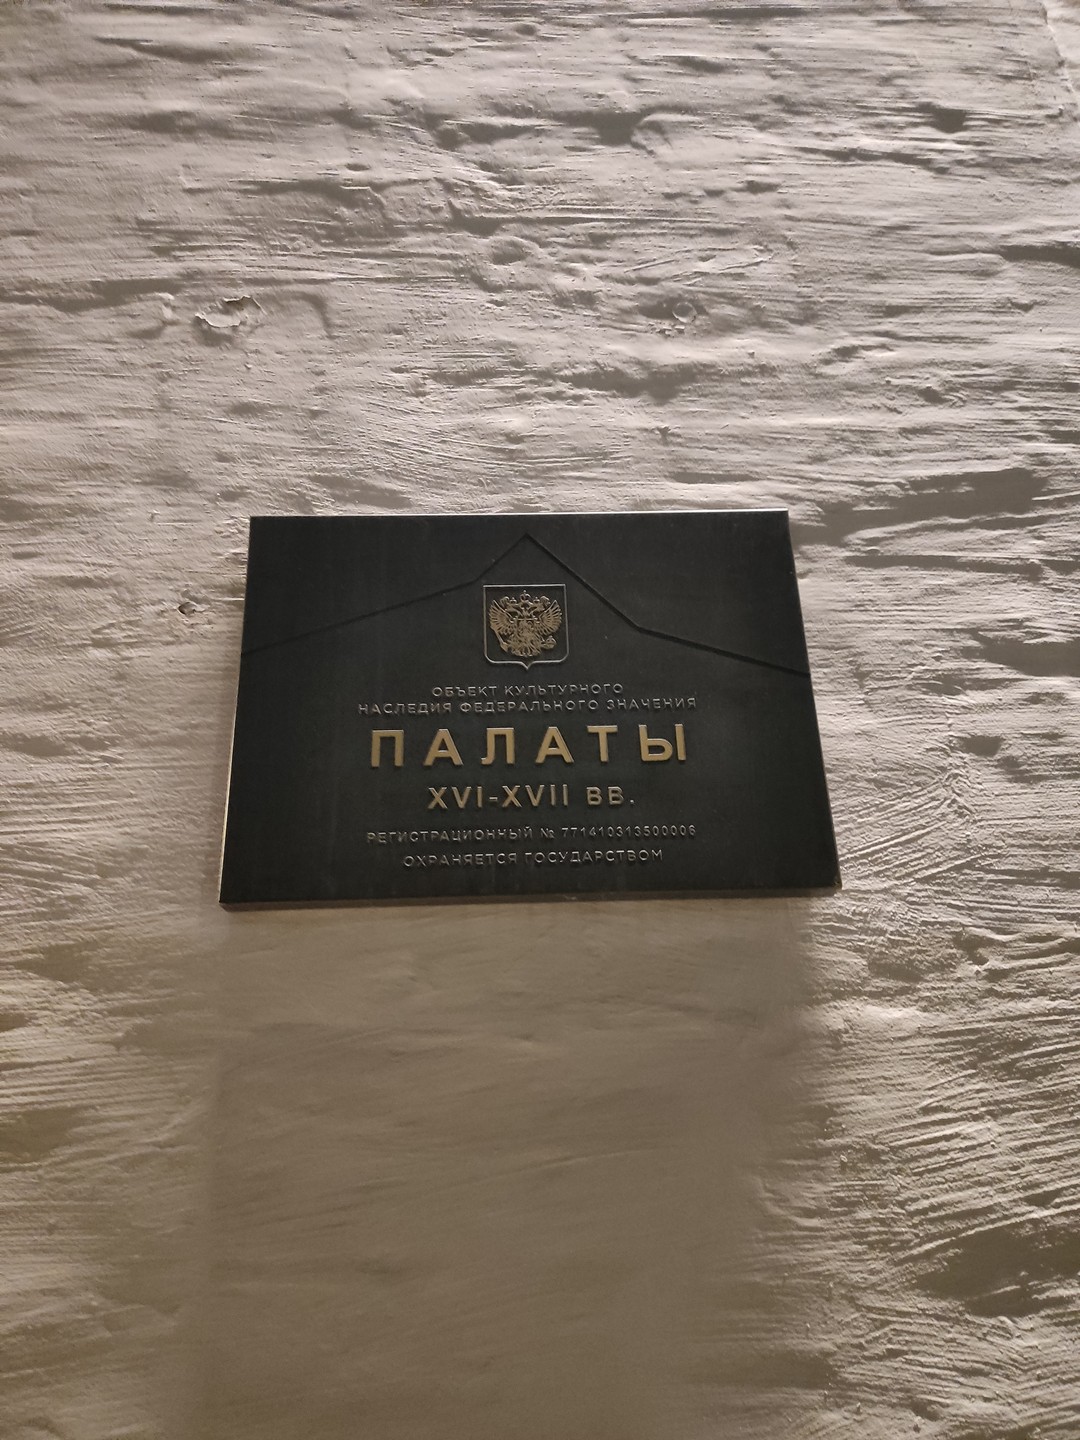 ОБЪЕКТ КУЛЬТУРНОГО
НАСЛЕДИЯ ФЕДЕРАЛЬНОГО ЗНАЧЕНИЯ
ПАЛАТЫ
XVI-XVII ВВ.
РЕГИСТРАЦИОННЫЙ № 771410313500006
ОХРАНЯЕТСЯ ГОСУДАРСТВОМ